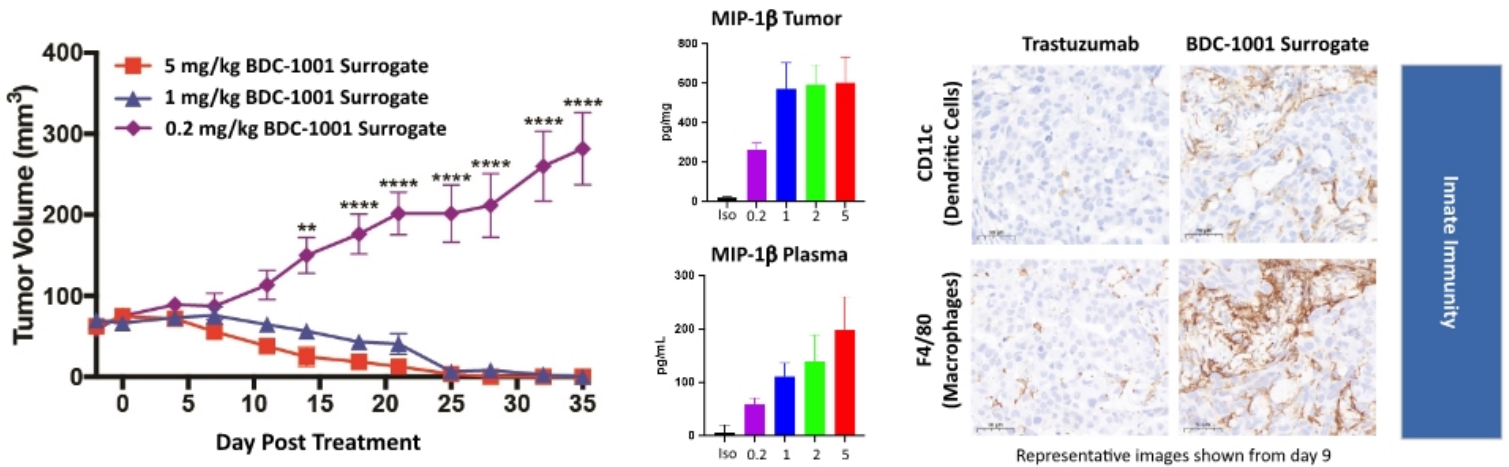 400
300
200
100
0
Tumor Volume (mm³)
5 mg/kg BDC-1001 Surrogate
1 mg/kg BDC-1001 Surrogate
0.2 mg/kg BDC-1001 Surrogate
**
****
****
****
****
****
****
0 5 10 15 20 25 30 35
Day Post Treatment
MIP-1β Tumor
800
600
400
200
0
pg/mg
Iso 0.2 1 2 5
MIP-1β Plasma
300
200
100
0
pg/mL
Iso 0.2 1 2 5
Trastuzumab BDC-1001 Surrogate
CD11c
(Dendritic Cells)
F4/80
(Macrophages)
Representative images shown from day 9
Innate Immunity